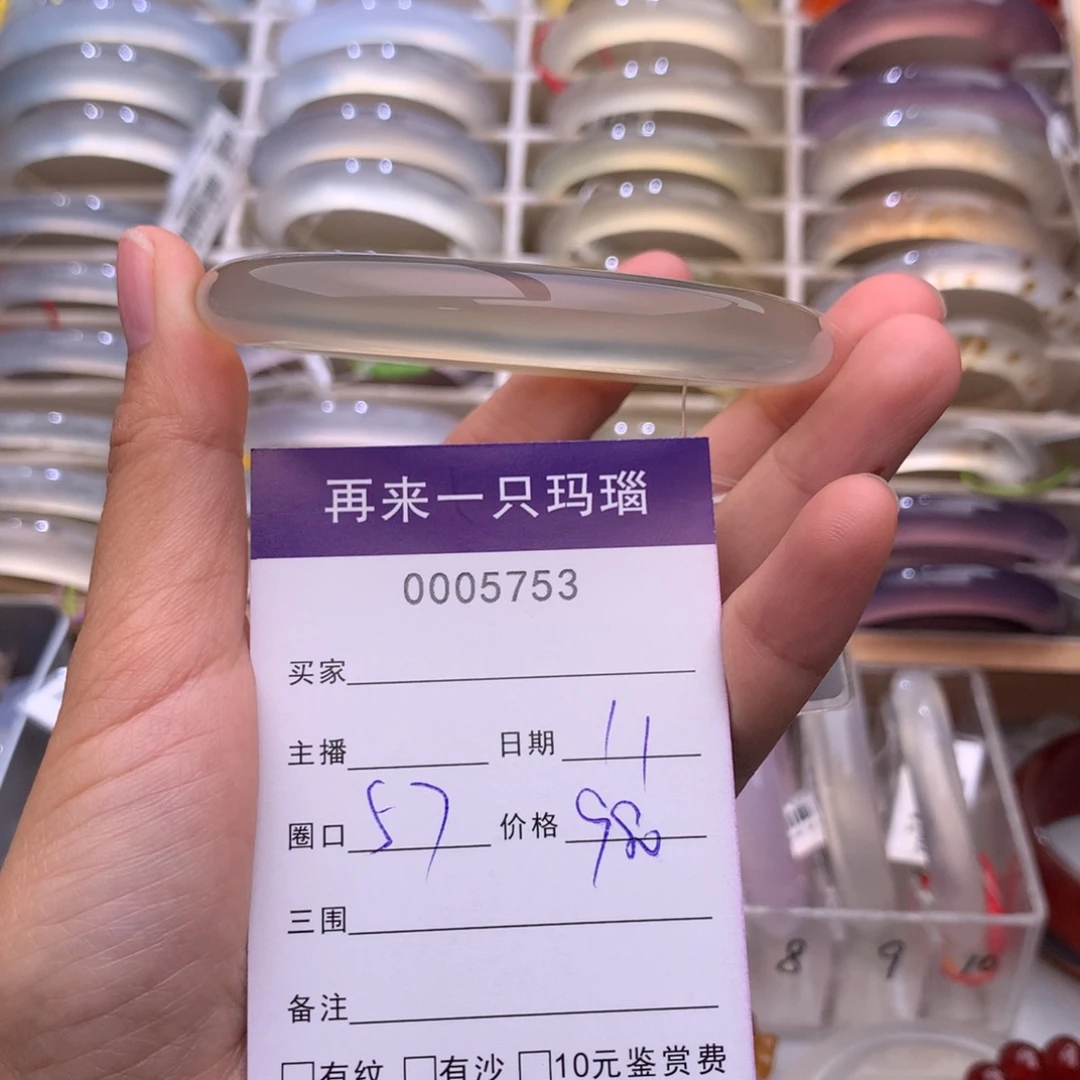 再来一只玛瑙
0005753
买家
主播 日期 11
圈口 57 价格 980
三围
备注
□有纹 □有沙 □10元鉴赏费
8 9 10